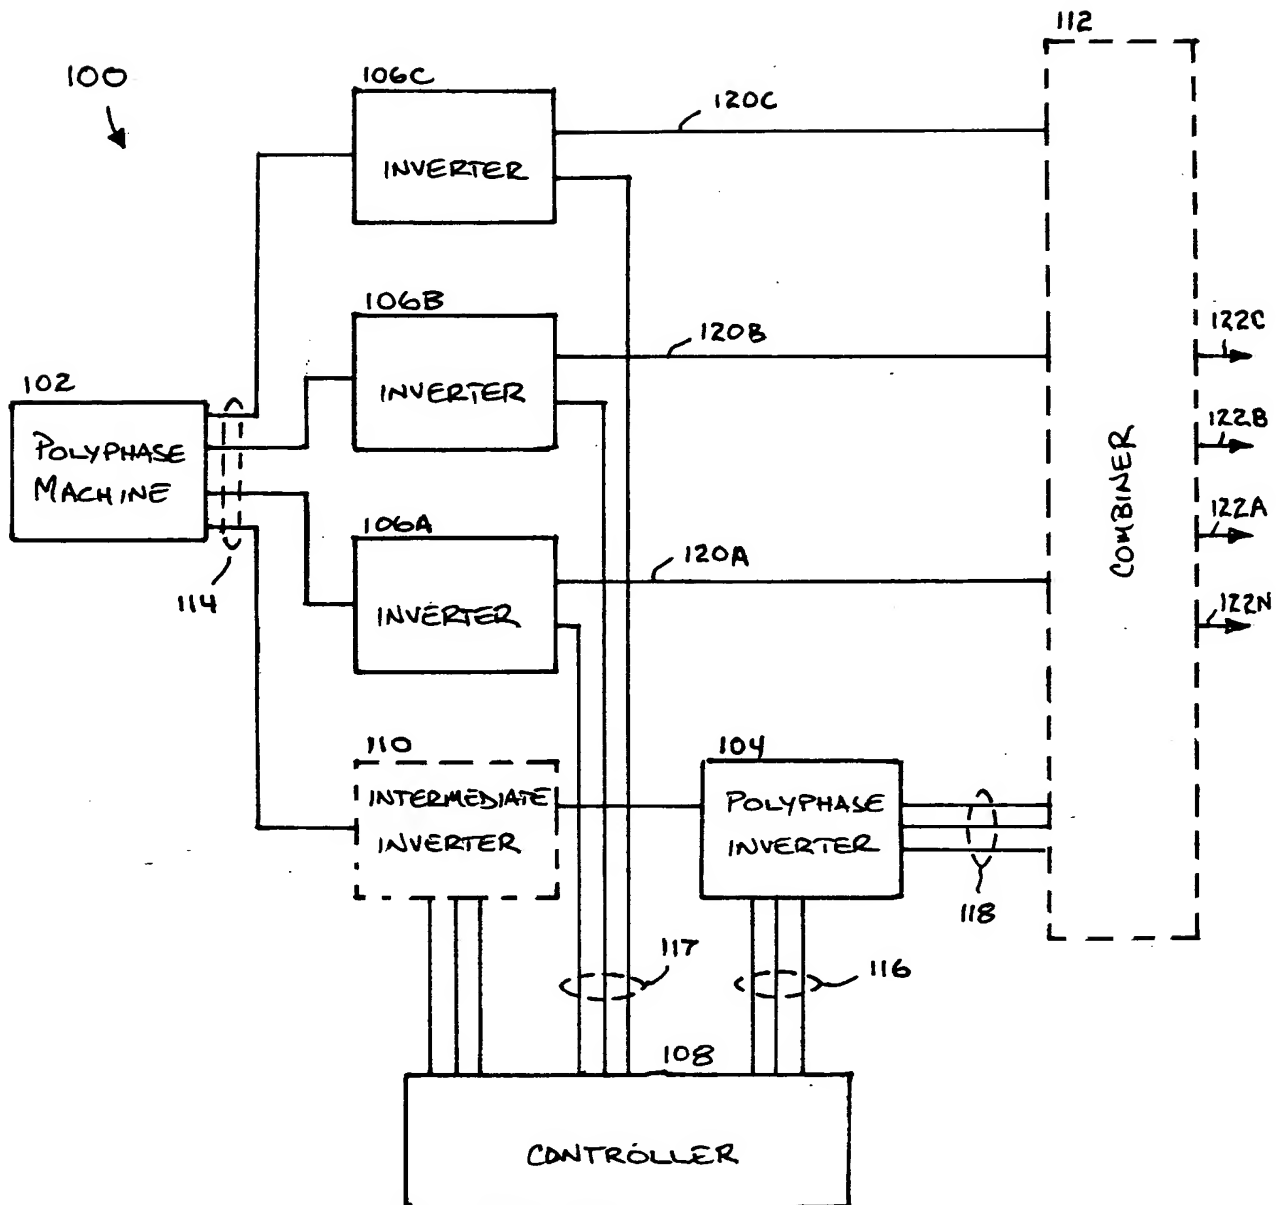 112
100
106C
120C
INVERTER
106B
120B
122C
INVERTER
102
POLYPHASE
MACHINE
122B
COMBINER
106A
120A
122A
114
INVERTER
122N
110
104
INTERMEDIATE
INVERTER
POLYPHASE
INVERTER
118
117
116
108
CONTROLLER